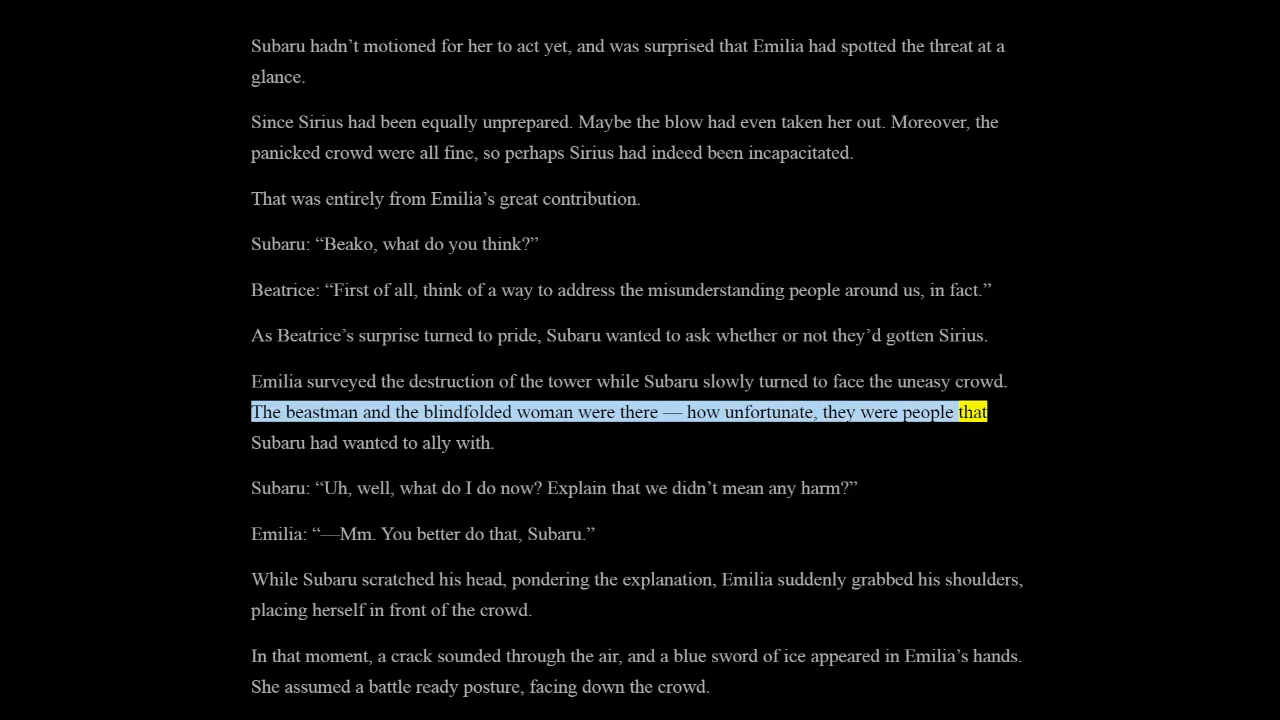 Subaru hadn’t motioned for her to act yet, and was surprised that Emilia had spotted the threat at a
glance.
Since Sirius had been equally unprepared. Maybe the blow had even taken her out. Moreover, the
panicked crowd were all fine, so perhaps Sirius had indeed been incapacitated.
That was entirely from Emilia’s great contribution.
Subaru: “Beako, what do you think?”
Beatrice: “First of all, think of a way to address the misunderstanding people around us, in fact.”
As Beatrice’s surprise turned to pride, Subaru wanted to ask whether or not they’d gotten Sirius.
Emilia surveyed the destruction of the tower while Subaru slowly turned to face the uneasy crowd.
The beastman and the blindfolded woman were there — how unfortunate, they were people that
Subaru had wanted to ally with.
Subaru: “Uh, well, what do I do now? Explain that we didn’t mean any harm?”
Emilia: “—Mm. You better do that, Subaru.”
While Subaru scratched his head, pondering the explanation, Emilia suddenly grabbed his shoulders,
placing herself in front of the crowd.
In that moment, a crack sounded through the air, and a blue sword of ice appeared in Emilia’s hands.
She assumed a battle ready posture, facing down the crowd.